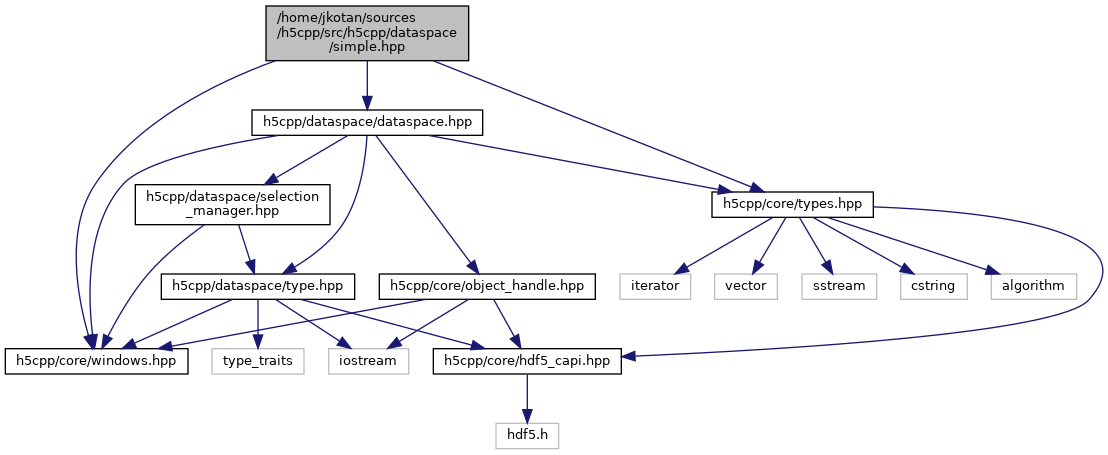 /home/jkotan/sources
/h5cpp/src/h5cpp/dataspace
/simple.hpp
h5cpp/dataspace/dataspace.hpp
h5cpp/dataspace/selection
_manager.hpp
h5cpp/core/types.hpp
h5cpp/dataspace/type.hpp
h5cpp/core/object_handle.hpp
iterator
vector
sstream
cstring
algorithm
h5cpp/core/windows.hpp
type_traits
iostream
h5cpp/core/hdf5_capi.hpp
hdf5.h